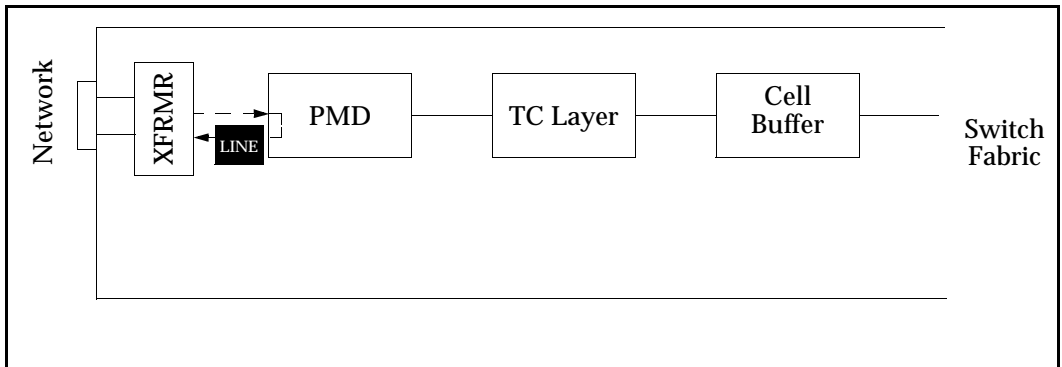 Network
XFRMR
LINE
PMD
TC Layer
Cell
Buffer
Switch
Fabric